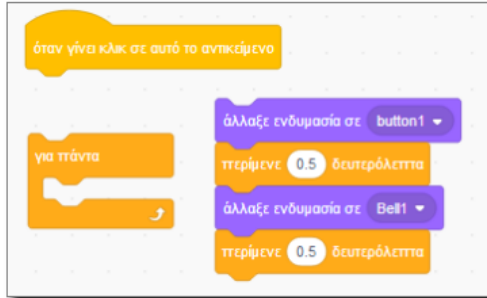 όταν γίνει κλικ σε αυτό το αντικείμενο
άλλαξε ενδυμασία σε button1
για πάντα
περίμενε 0.5 δευτερόλεπτα
άλλαξε ενδυμασία σε Bell1
περίμενε 0.5 δευτερόλεπτα